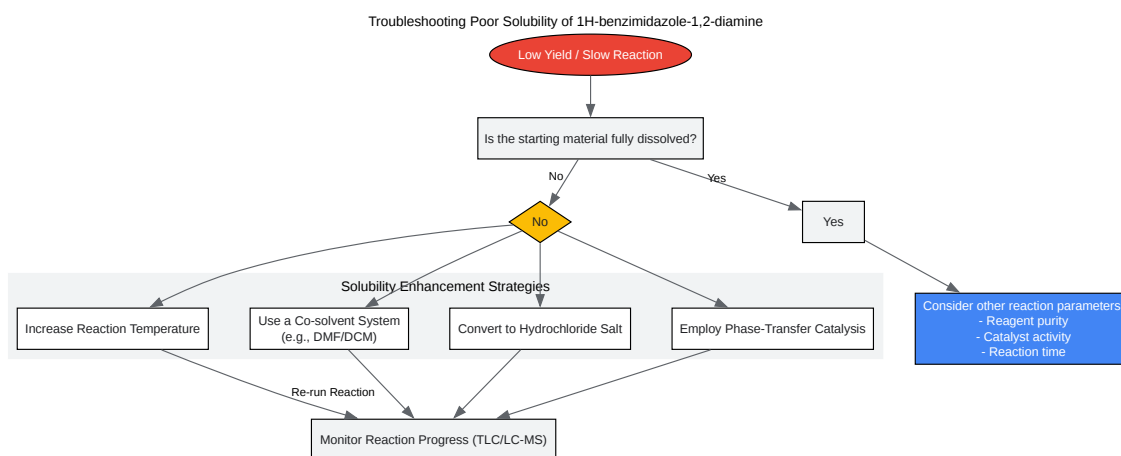 Troubleshooting Poor Solubility of 1H-benzimidazole-1,2-diamine
Low Yield / Slow Reaction
Is the starting material fully dissolved?
No
Yes
No
Yes
Solubility Enhancement Strategies
Increase Reaction Temperature
Use a Co-solvent System
(e.g., DMF/DCM)
Convert to Hydrochloride Salt
Employ Phase-Transfer Catalysis
Consider other reaction parameters:
- Reagent purity
- Catalyst activity
- Reaction time
Re-run Reaction
Monitor Reaction Progress (TLC/LC-MS)